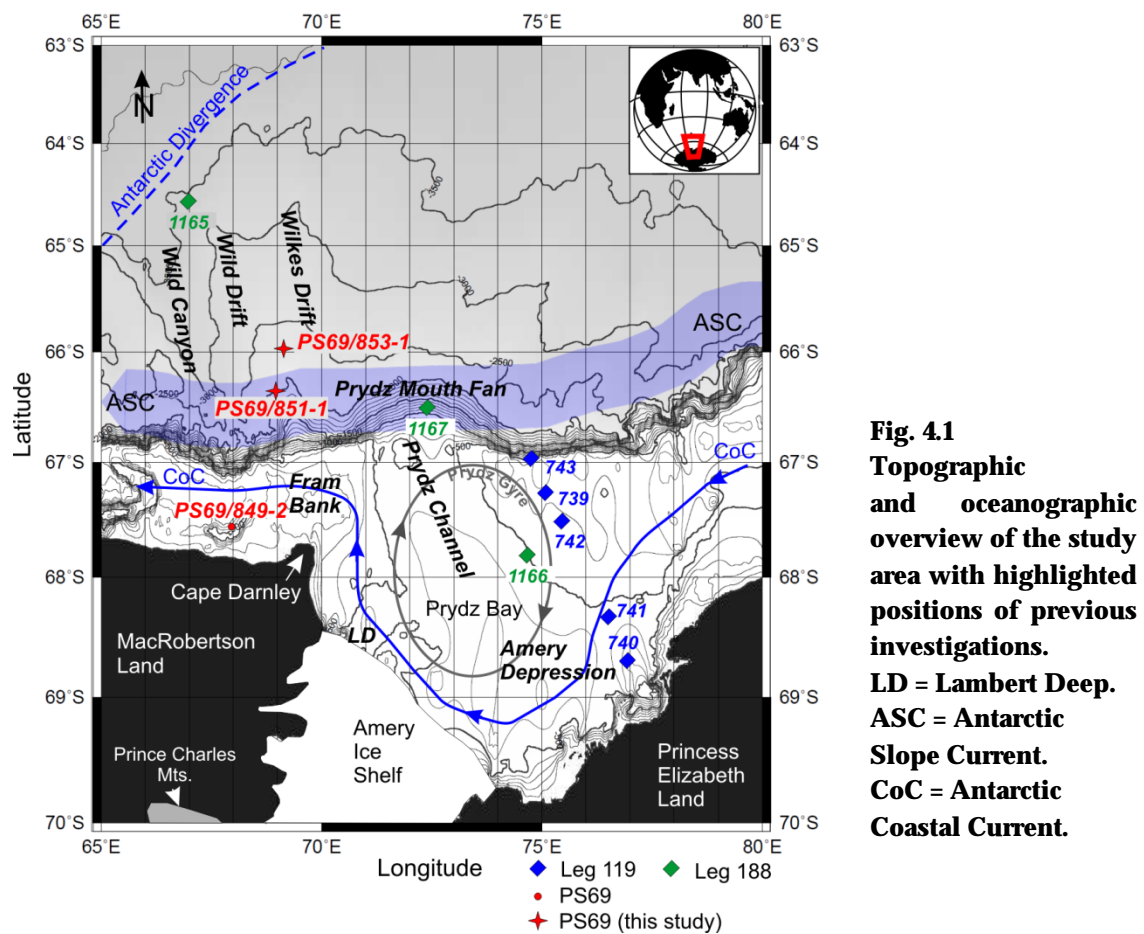 65°E 70°E 75°E 80°E
63°S 63°S
N
Antarctic Divergence
64°S 64°S
-3500
1165
65°S 65°S
Wild Canyon
Wild Drift
Wilkes Drift
-3000
ASC
PS69/853-1
66°S 66°S
-2500
-2500
Prydz Mouth Fan
ASC
PS69/851-1
1167
-500
67°S 67°S
CoC
743
CoC
Prydz Gyre
Fram
Bank
739
PS69/849-2
Prydz Channel
742
1166
68°S 68°S
Cape Darnley
Prydz Bay
741
MacRobertson
Land
LD
740
Amery
Depression
69°S 69°S
Amery
Ice
Shelf
Prince Charles
Mts.
Princess
Elizabeth
Land
70°S 70°S
65°E 70°E 75°E 80°E
Latitude
Longitude
Leg 119 Leg 188
PS69
PS69 (this study)
Fig. 4.1
Topographic
and oceanographic
overview of the study
area with highlighted
positions of previous
investigations.
LD = Lambert Deep.
ASC = Antarctic
Slope Current.
CoC = Antarctic
Coastal Current.